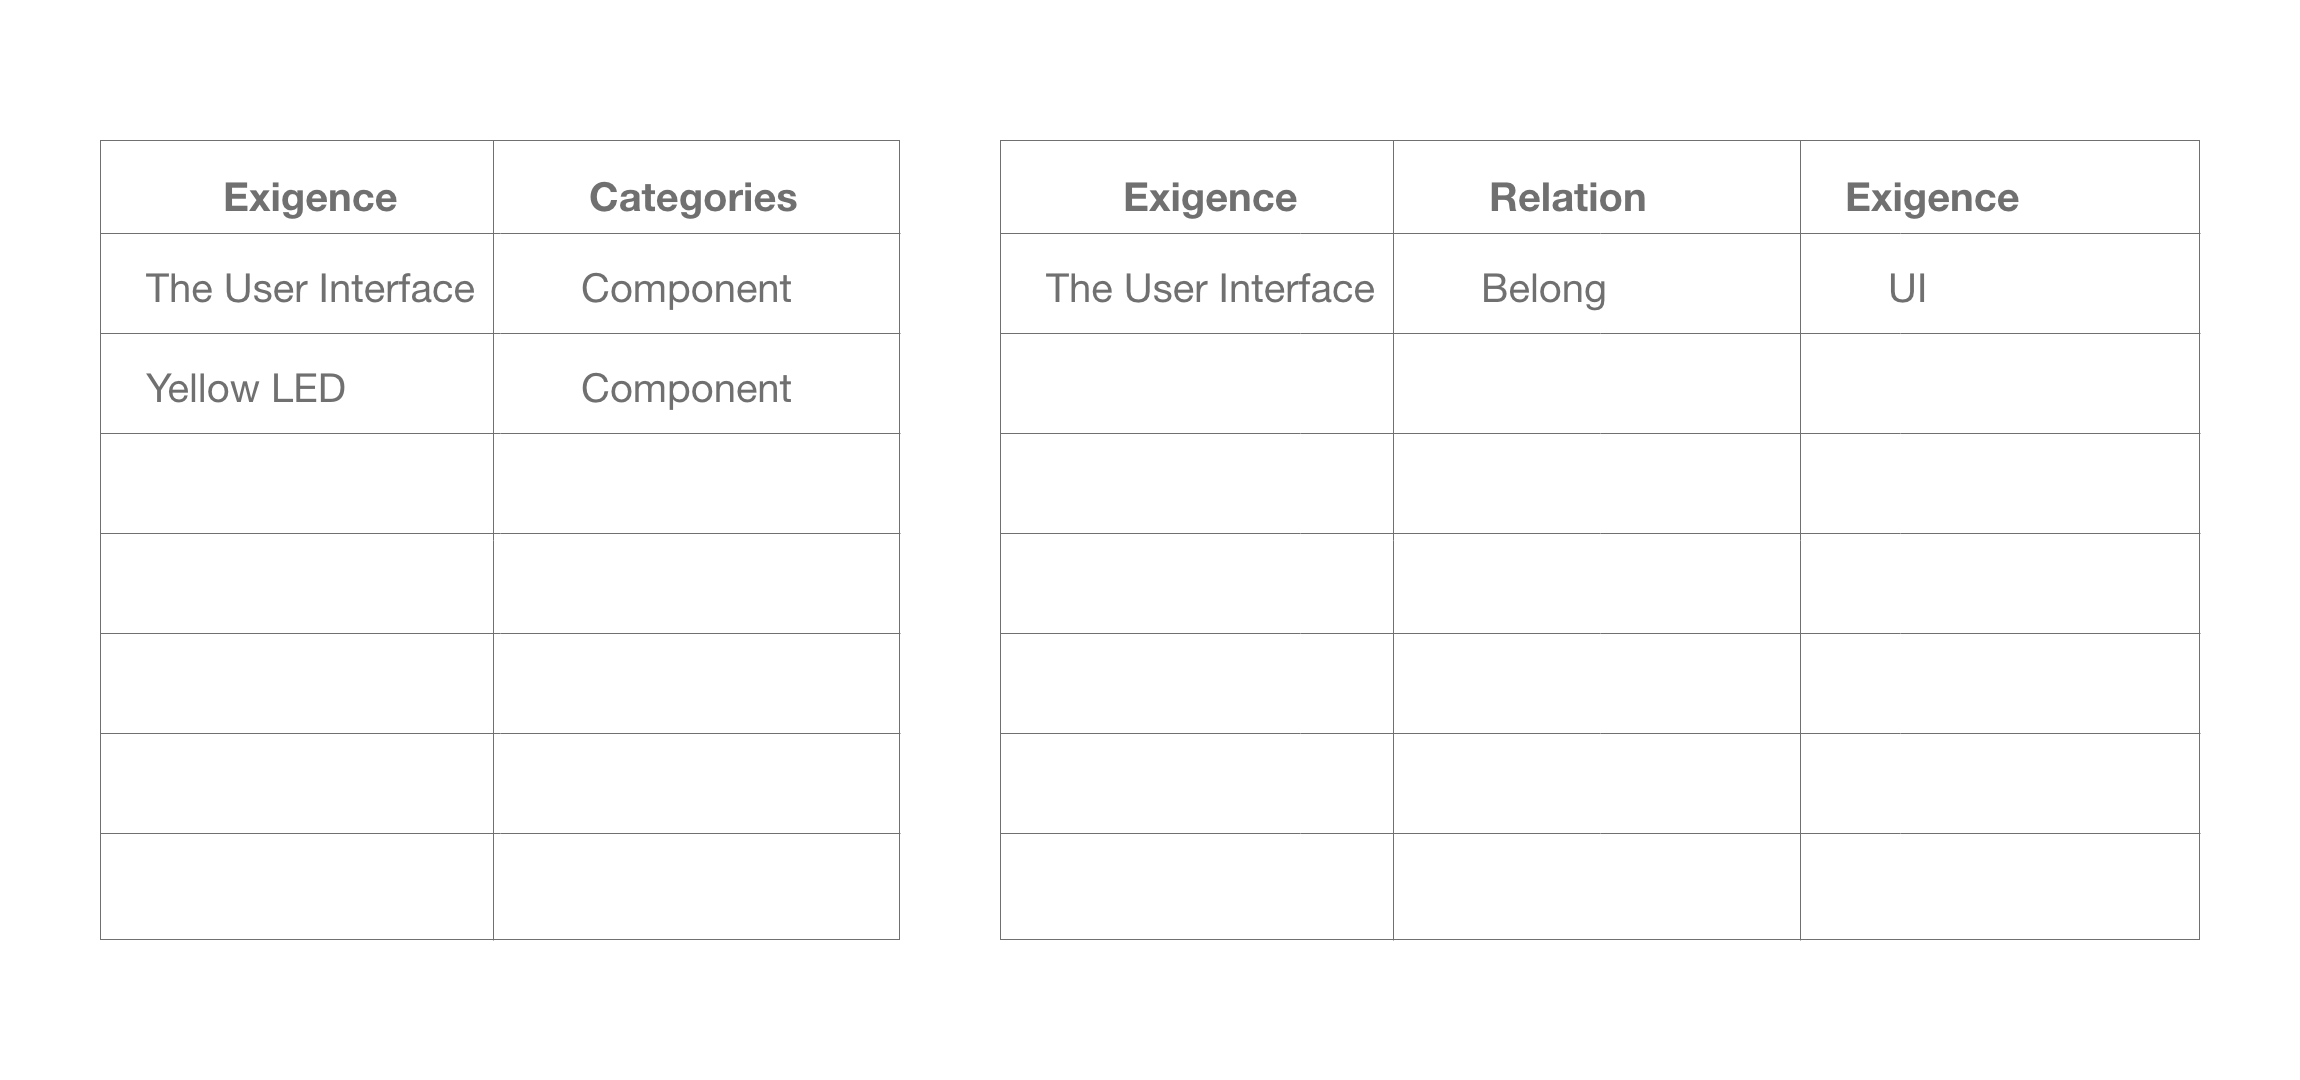 Exigence Categories
The User Interface Component
Yellow LED Component
Exigence Relation Exigence
The User Interface Belong UI